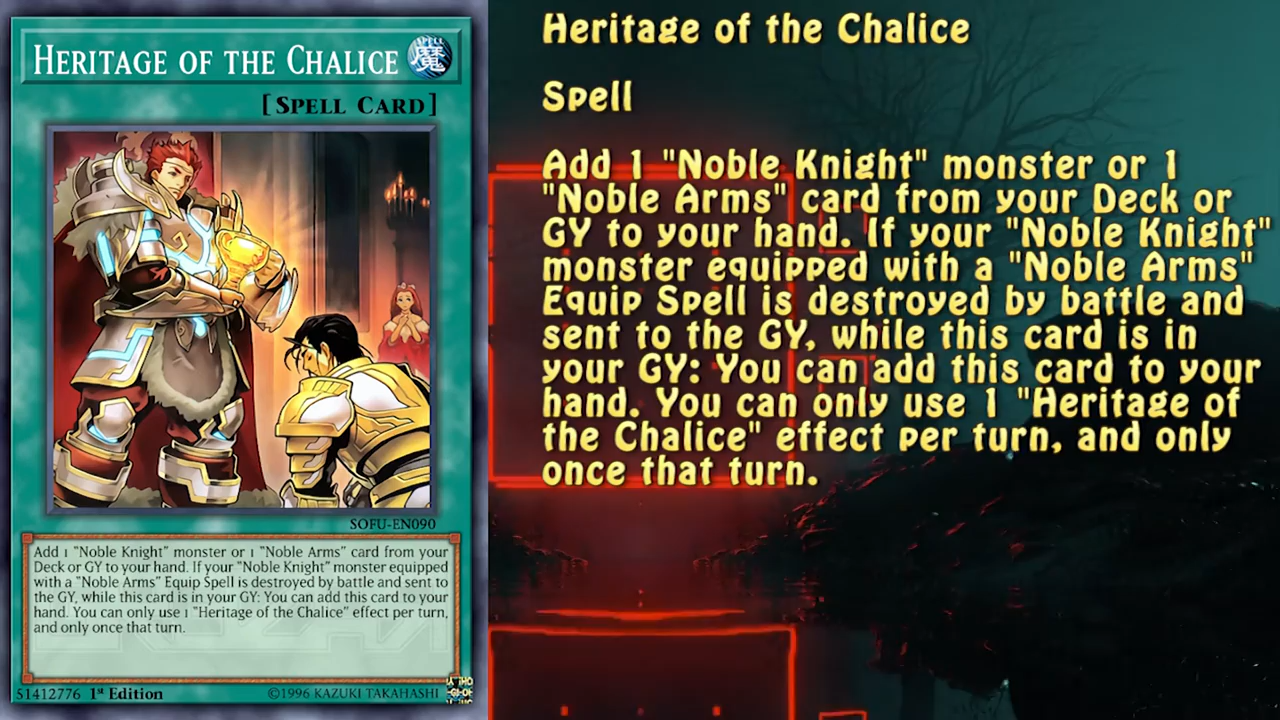 HERITAGE OF THE CHALICE
SPELL
魔
[SPELL CARD]
SOFU-EN090
Add 1 "Noble Knight" monster or 1 "Noble Arms" card from your
Deck or GY to your hand. If your "Noble Knight" monster equipped
with a "Noble Arms" Equip Spell is destroyed by battle and sent to
the GY, while this card is in your GY: You can add this card to your
hand. You can only use 1 "Heritage of the Chalice" effect per turn,
and only once that turn.
51412776 1st Edition
©1996 KAZUKI TAKAHASHI
Heritage of the Chalice
Spell
Add 1 "Noble Knight" monster or 1
"Noble Arms" card from your Deck or
GY to your hand. If your "Noble Knight"
monster equipped with a "Noble Arms"
Equip Spell is destroyed by battle and
sent to the GY, while this card is in
your GY: You can add this card to your
hand. You can only use 1 "Heritage of
the Chalice" effect per turn, and only
once that turn.